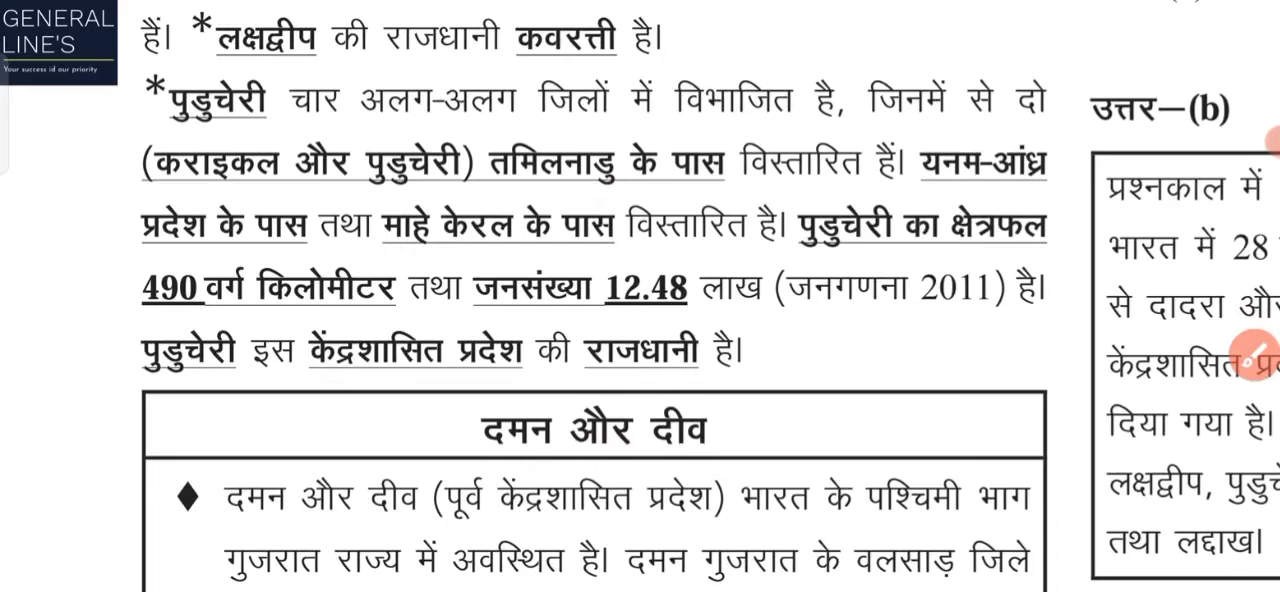 GENERAL
LINE'S
Your success id our priority
हैं। *लक्षद्वीप की राजधानी कवरत्ती है।
*पुडुचेरी चार अलग-अलग जिलों में विभाजित है, जिनमें से दो
(कराइकल और पुडुचेरी) तमिलनाडु के पास विस्तारित हैं। यनम-आंध्र
प्रदेश के पास तथा माहे केरल के पास विस्तारित है। पुडुचेरी का क्षेत्रफल
490 वर्ग किलोमीटर तथा जनसंख्या 12.48 लाख (जनगणना 2011) है।
पुडुचेरी इस केंद्रशासित प्रदेश की राजधानी है।
दमन और दीव
♦ दमन और दीव (पूर्व केंद्रशासित प्रदेश) भारत के पश्चिमी भाग
गुजरात राज्य में अवस्थित है। दमन गुजरात के वलसाड़ जिले
उत्तर—(b)
प्रश्नकाल में
भारत में 28
से दादरा
केंद्रशासित
दिया गया है।
लक्षद्वीप,
तथा लद्दाख।